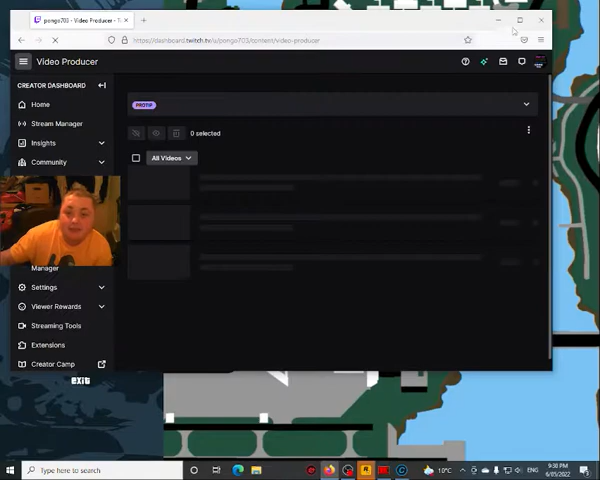 pongo703 - Video Producer - T
https://dashboard.twitch.tv/u/pongo703/content/video-producer
Video Producer
CREATOR DASHBOARD
Home
PROTIP
Stream Manager
0 selected
Insights
Community
All Videos
Manager
Settings
Viewer Rewards
Streaming Tools
Extensions
Creator Camp
EXIT
Type here to search
10°C
ENG
9:30 PM
6/05/2022